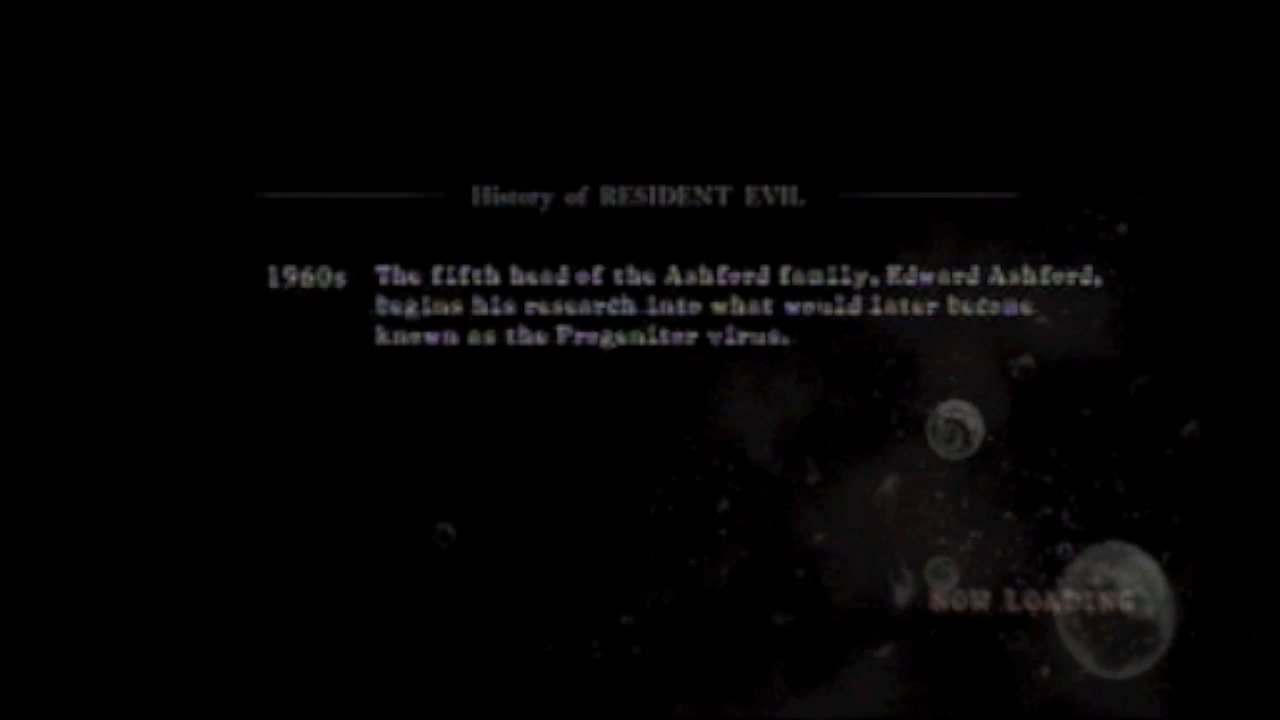 History of RESIDENT EVIL
1960s The fifth head of the Ashford family, Edward Ashford,
begins his research into what would later become
known as the Progenitor virus.
NOW LOADING